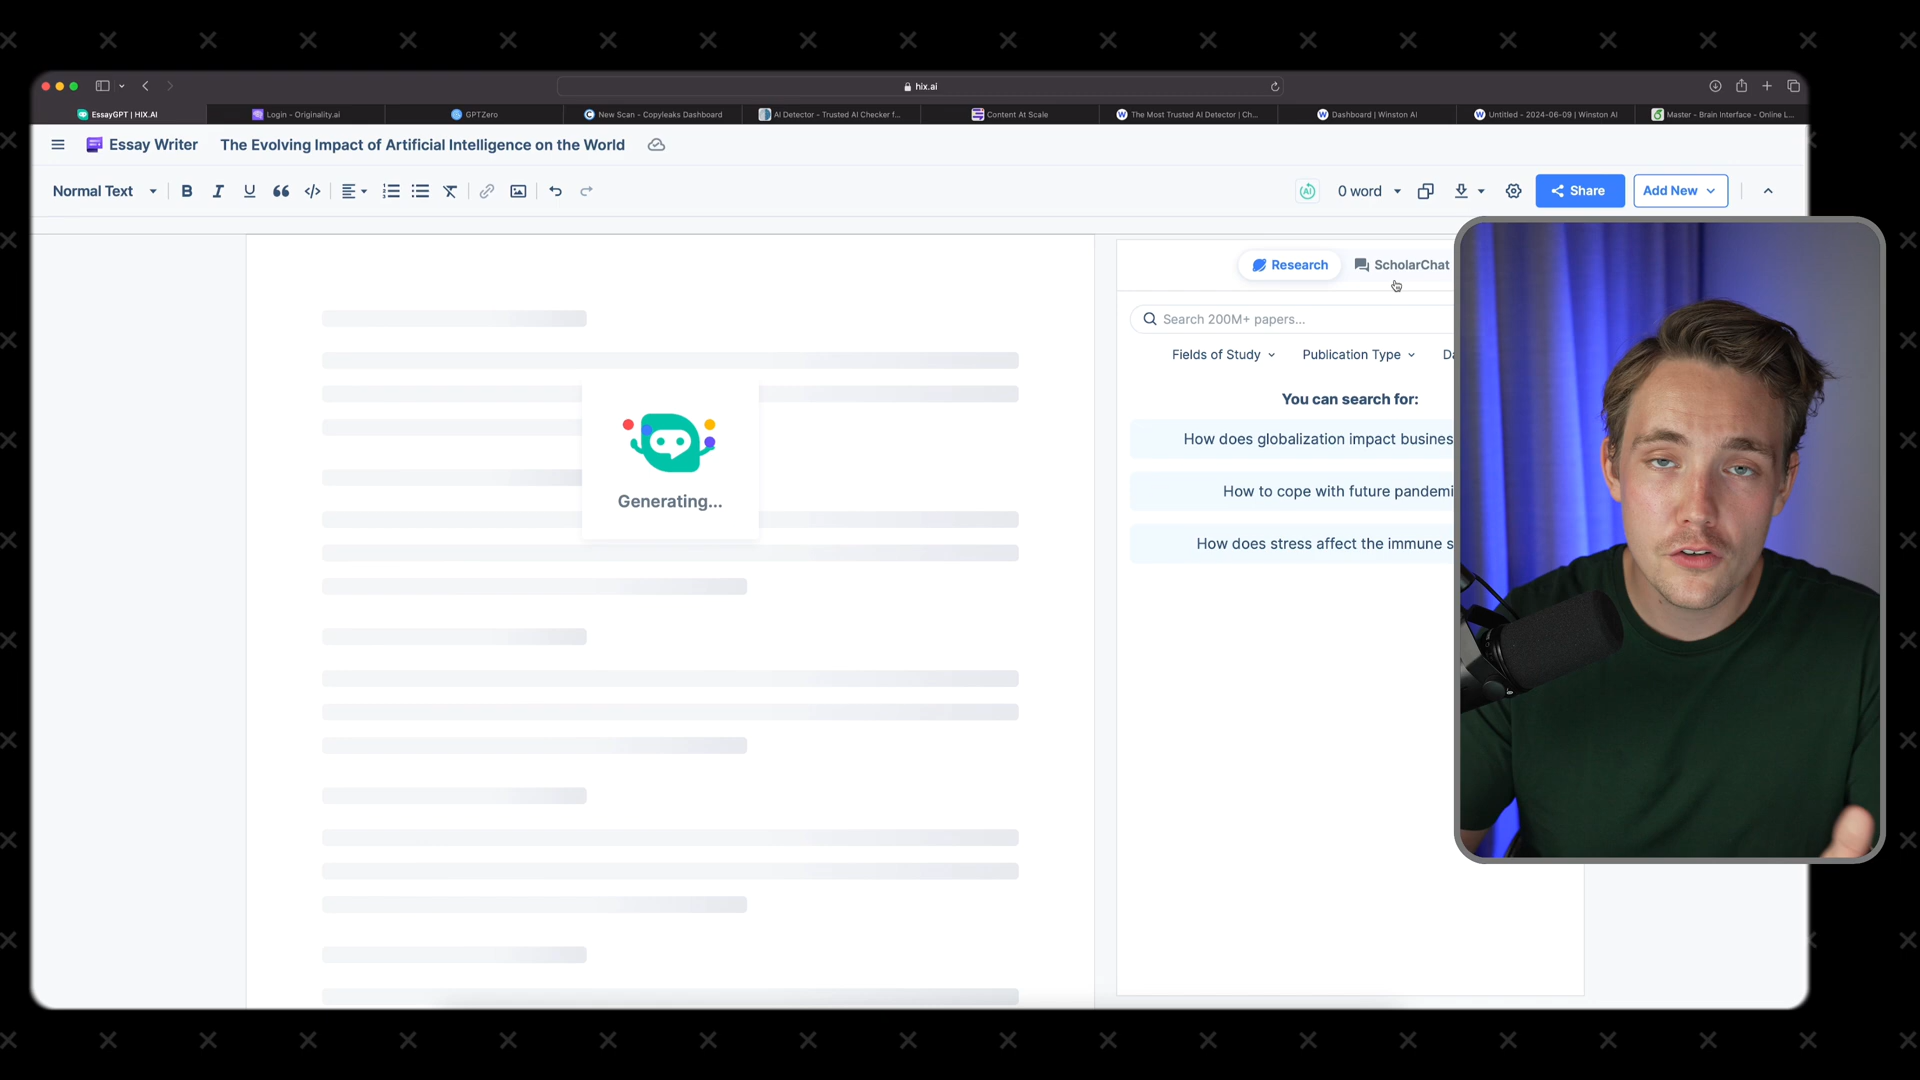 hix.ai
EssayGPT | HIX.AI
Login - Originality.ai
GPTZero
New Scan - Copyleaks Dashboard
AI Detector - Trusted AI Checker f...
Content At Scale
The Most Trusted AI Detector | Ch...
Dashboard | Winston AI
Untitled - 2024-06-09 | Winston AI
Master - Brain Interface - Online L...
Essay Writer
The Evolving Impact of Artificial Intelligence on the World
Normal Text
B I U
AI
0 word
Share
Add New
Research
ScholarChat
Search 200M+ papers...
Fields of Study
Publication Type
Da
You can search for:
How does globalization impact busines
How to cope with future pandemi
How does stress affect the immune s
Generating...